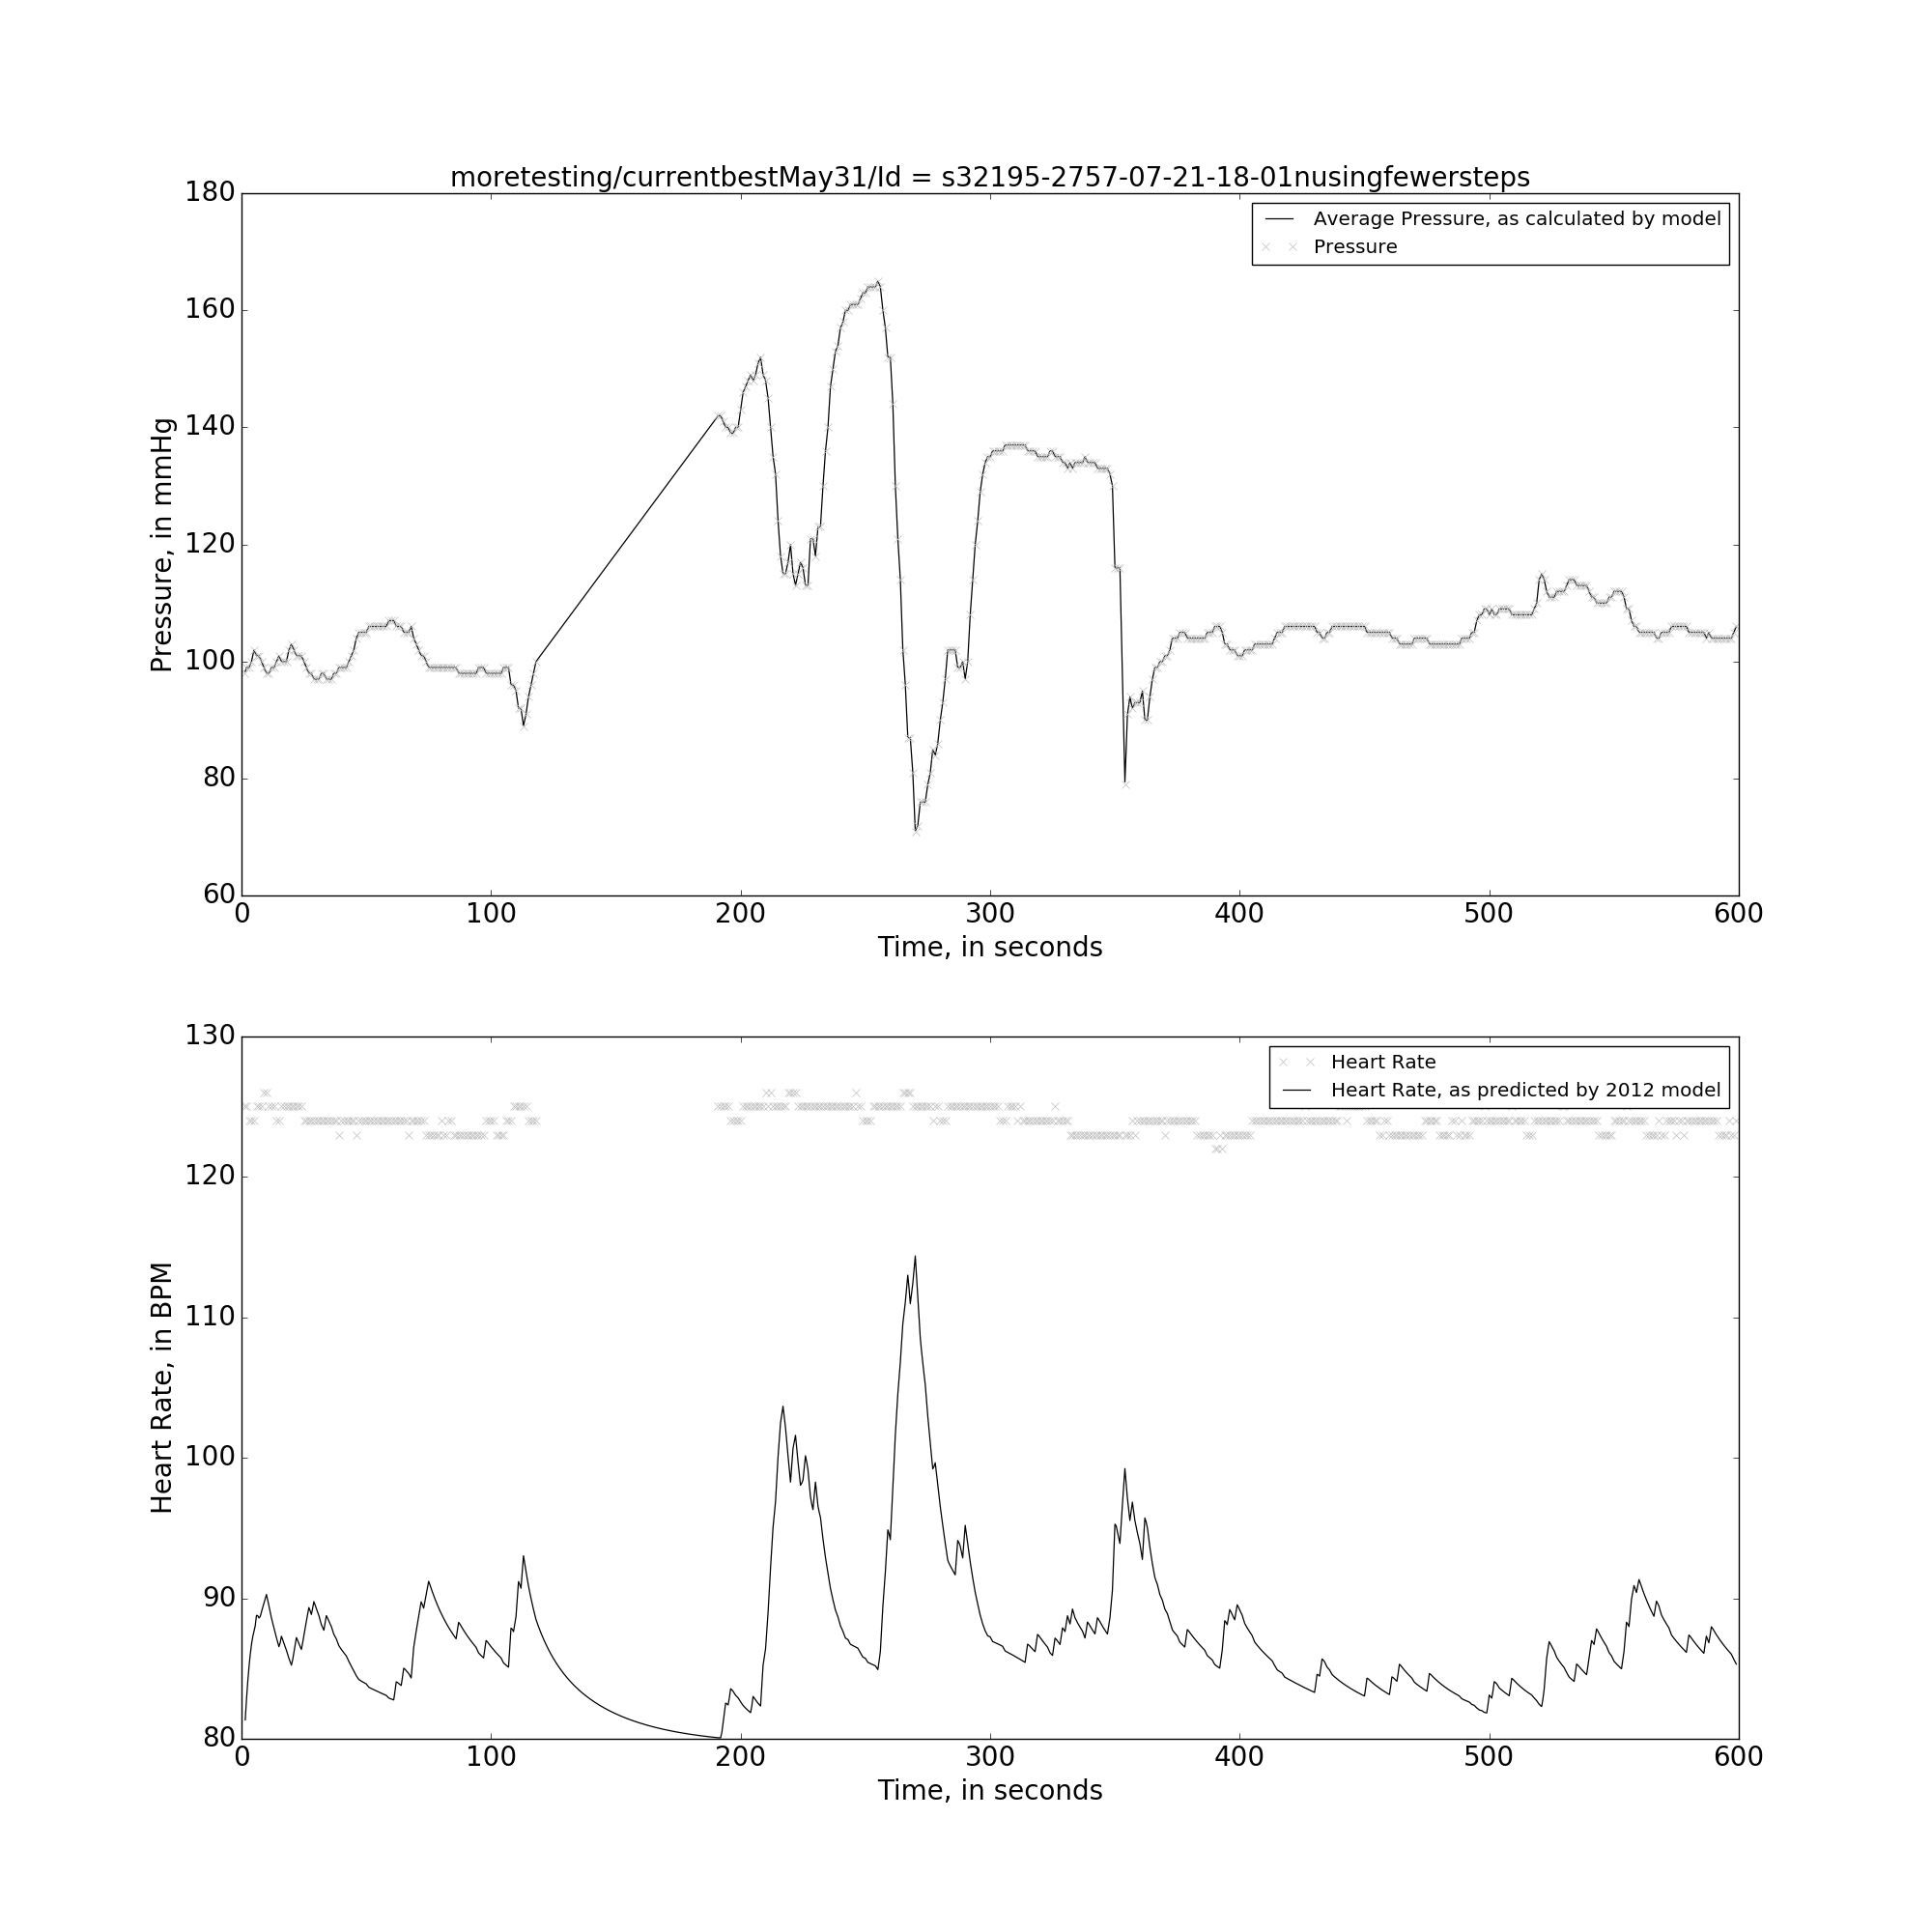 moretesting/currentbestMay31/Id = s32195-2757-07-21-18-01nusingfewersteps
180
Average Pressure, as calculated by model
Pressure
160
140
120
100
80
60
Pressure, in mmHg
0 100 200 300 400 500 600
Time, in seconds
130
Heart Rate
Heart Rate, as predicted by 2012 model
120
110
100
90
80
Heart Rate, in BPM
0 100 200 300 400 500 600
Time, in seconds